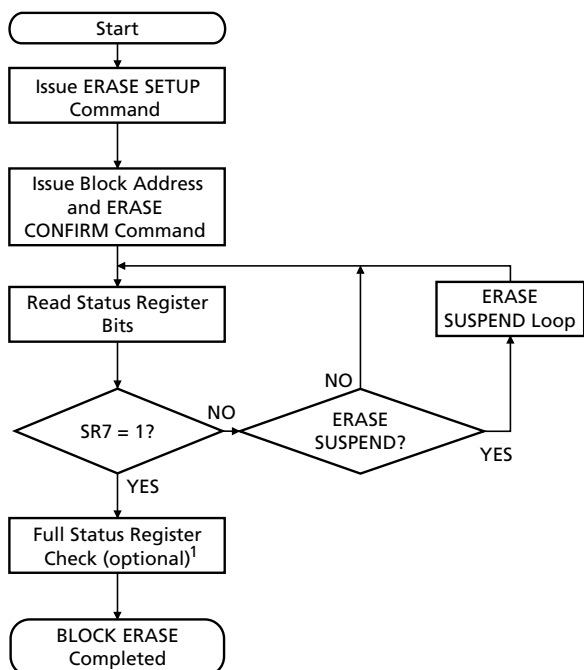 Start
Issue ERASE SETUP
Command
Issue Block Address
and ERASE
CONFIRM Command
Read Status Register
Bits
ERASE
SUSPEND Loop
SR7 = 1?
NO
ERASE
SUSPEND?
NO
YES
YES
Full Status Register
Check (optional)1
BLOCK ERASE
Completed